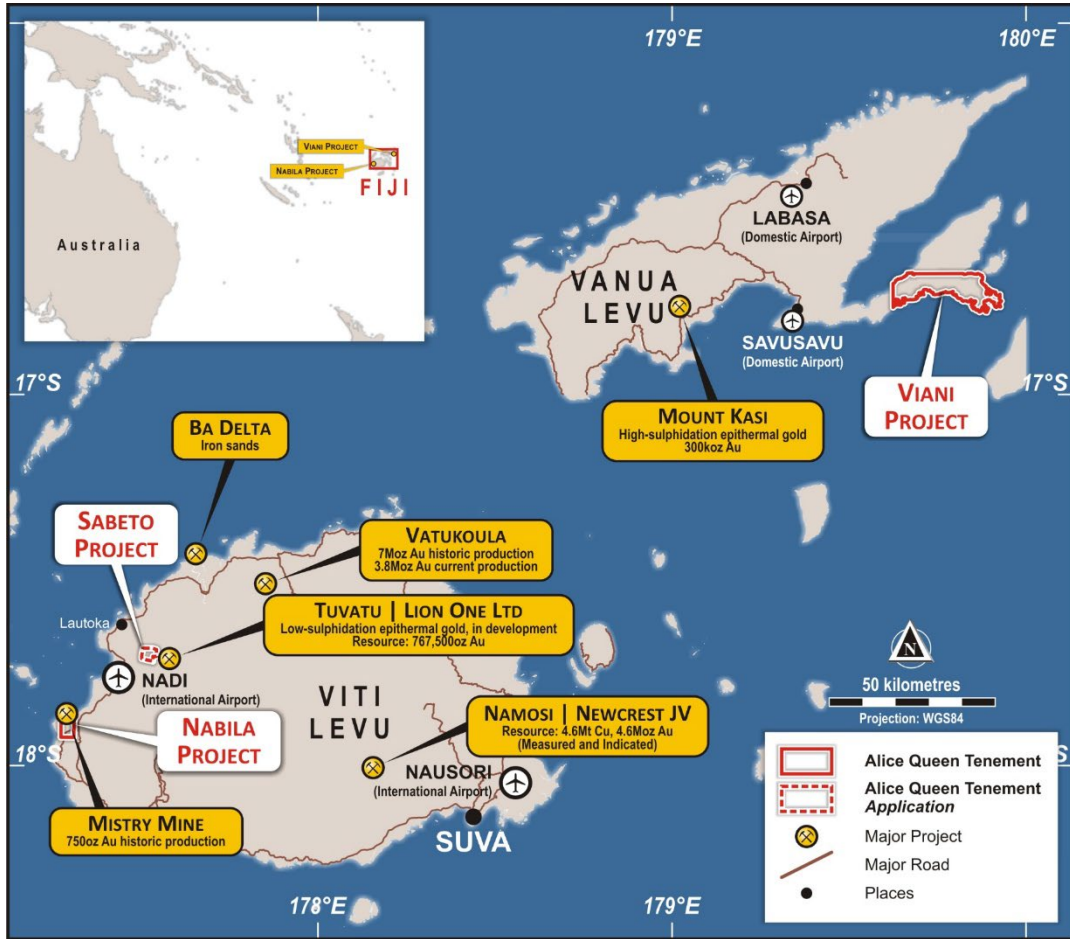 179°E
180°E
VIANI PROJECT
NABILA PROJECT
FIJI
Australia
LABASA
(Domestic Airport)
VANUA
LEVU
SAVUSAVU
(Domestic Airport)
17°S
17°S
VIANI
PROJECT
MOUNT KASI
High-sulphidation epithermal gold
300koz Au
BA DELTA
Iron sands
SABETO
PROJECT
VATUKOULA
7Moz Au historic production
3.8Moz Au current production
Lautoka
TUVATU | LION ONE LTD
Low-sulphidation epithermal gold, in development
Resource: 767,500oz Au
NADI
(International Airport)
VITI
LEVU
N
50 kilometres
Projection: WGS84
NABILA
PROJECT
NAMOSI | NEWCREST JV
Resource: 4.6Mt Cu, 4.6Moz Au
(Measured and Indicated)
18°S
18°S
NAUSORI
(International Airport)
MISTRY MINE
750oz Au historic production
SUVA
Alice Queen Tenement
Alice Queen Tenement
Application
Major Project
Major Road
Places
178°E
179°E